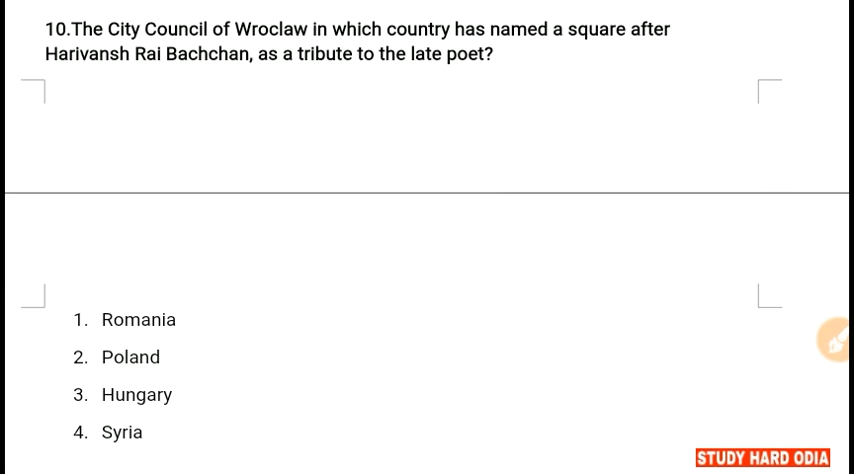 10.The City Council of Wroclaw in which country has named a square after
Harivansh Rai Bachchan, as a tribute to the late poet?
1. Romania
2. Poland
3. Hungary
4. Syria
STUDY HARD ODIA